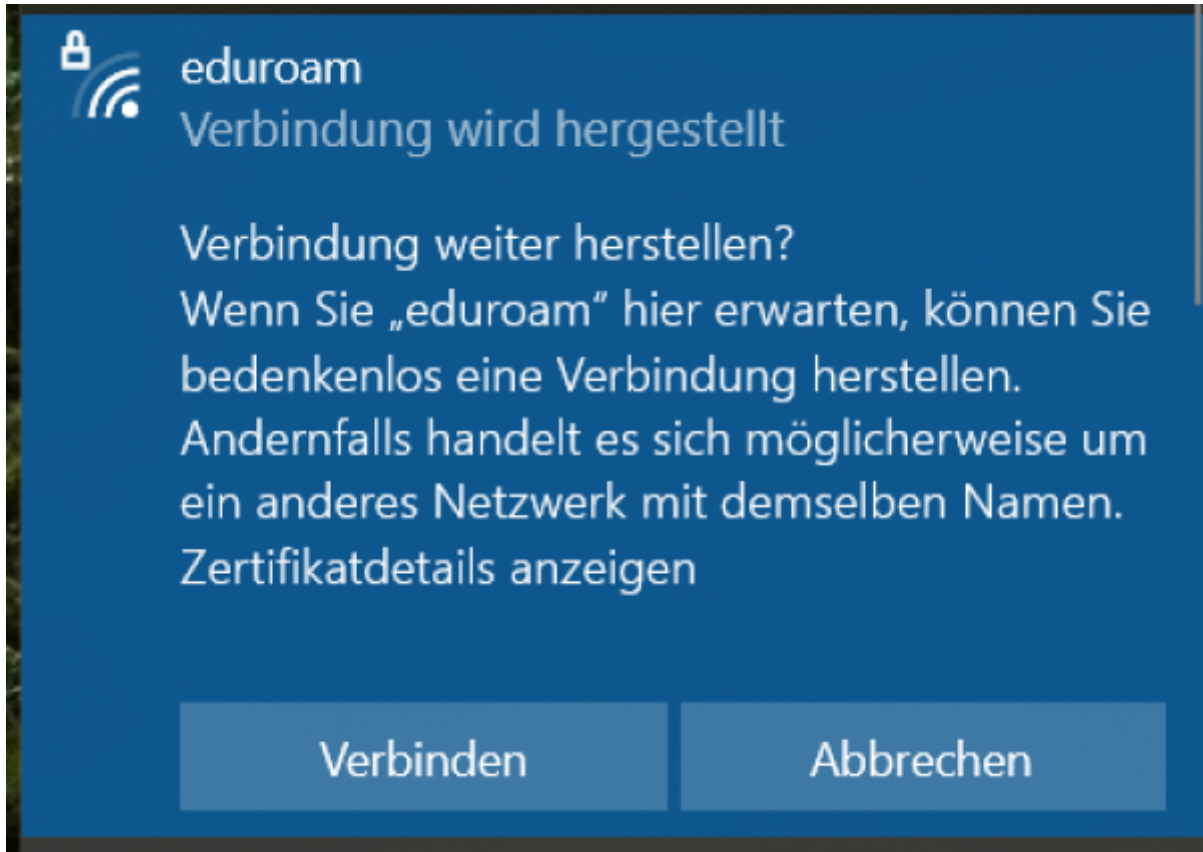 eduroam
Verbindung wird hergestellt
Verbindung weiter herstellen?
Wenn Sie „eduroam“ hier erwarten, können Sie
bedenkenlos eine Verbindung herstellen.
Andernfalls handelt es sich möglicherweise um
ein anderes Netzwerk mit demselben Namen.
Zertifikatdetails anzeigen
Verbinden
Abbrechen